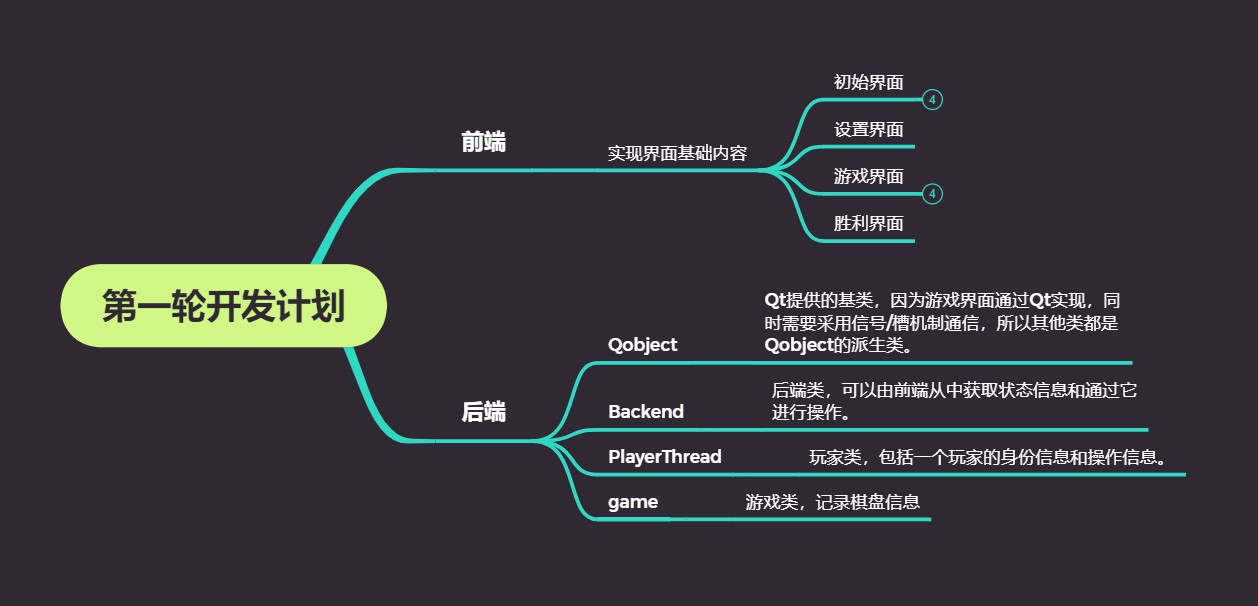 第一轮开发计划
前端
实现界面基础内容
初始界面
4
设置界面
游戏界面
4
胜利界面
后端
Qobject
Qt提供的基类，因为游戏界面通过Qt实现，同
时需要采用信号/槽机制通信，所以其他类都是
Qobject的派生类。
Backend
后端类，可以由前端从中获取状态信息和通过它
进行操作。
PlayerThread
玩家类，包括一个玩家的身份信息和操作信息。
game
游戏类，记录棋盘信息